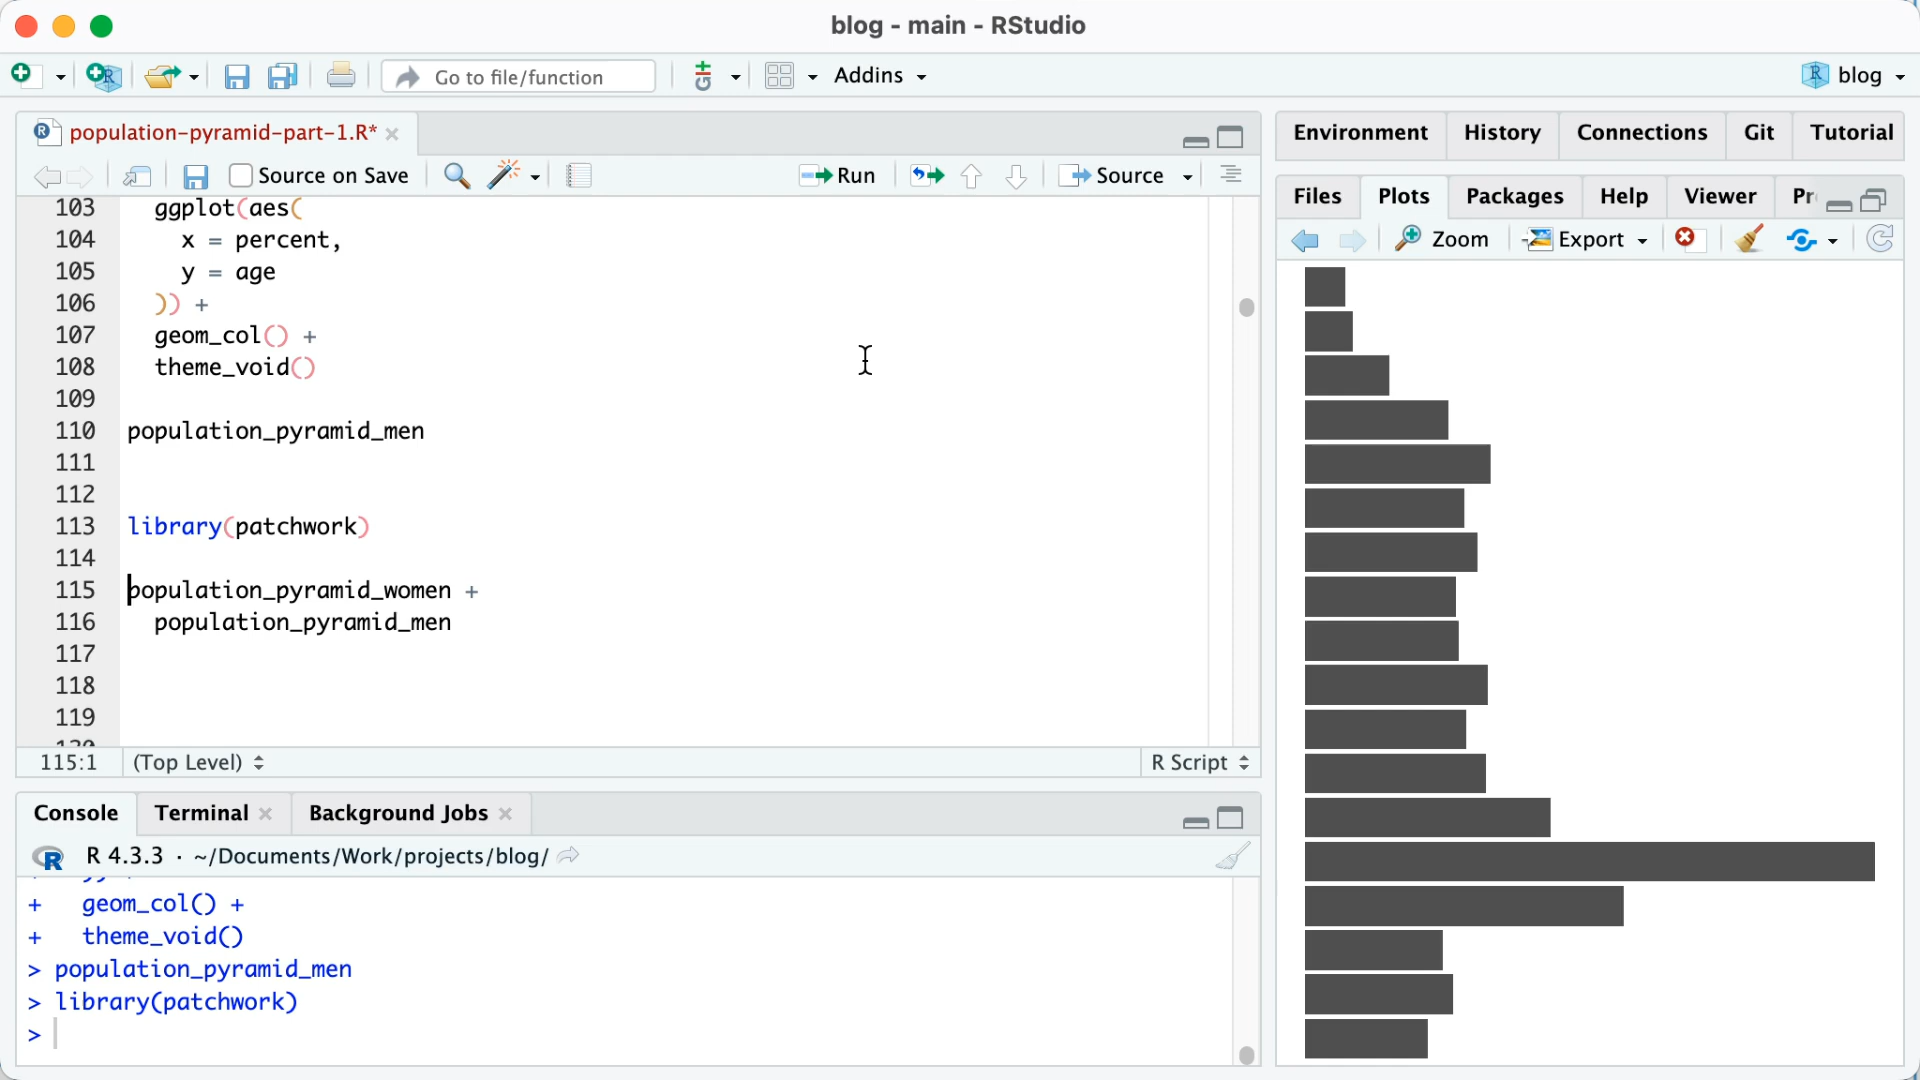 blog - main - RStudio
Go to file/function
Addins
blog
population-pyramid-part-1.R*
Source on Save
Run
Source
103 ggplot(aes(
104 x = percent,
105 y = age
106 )) +
107 geom_col() +
108 theme_void()
109
110 population_pyramid_men
111
112
113 library(patchwork)
114
115 population_pyramid_women +
116 population_pyramid_men
117
118
119
115:1 (Top Level) R Script
Console Terminal Background Jobs
R 4.3.3 · ~/Documents/Work/projects/blog/
+ geom_col() +
+ theme_void()
> population_pyramid_men
> library(patchwork)
>
Environment History Connections Git Tutorial
Files Plots Packages Help Viewer
Zoom Export